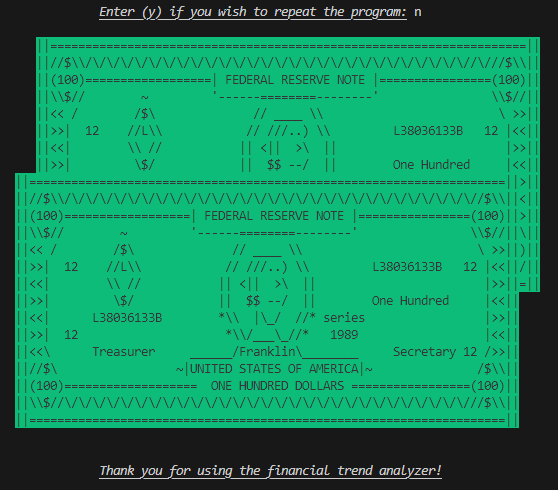 Enter (y) if you wish to repeat the program: n
||====================================================================||
||//$\\/\/\/\/\/\/\/\/\/\/\/\/\/\/\/\/\/\/\/\/\/\/\/\/\/\/\/\/\/\///$\\||
||(100)==================| FEDERAL RESERVE NOTE |================(100)||
||\\$// ~ '------========--------' \\$//||
||<< / /$\ // ____ \\ \ >>||
||>>| 12 //L\\ // ///..) \\ L38036133B 12 |<<||
||<<| \\ // || <|| >\ || |>>||
||>>| \$/ || $$ --/ || One Hundred |<<||
||====================================================================||>||
||//$\\/\/\/\/\/\/\/\/\/\/\/\/\/\/\/\/\/\/\/\/\/\/\/\/\/\/\/\/\/\///$\\||<||
||(100)==================| FEDERAL RESERVE NOTE |================(100)||>||
||\\$// ~ '------========--------' \\$//||\||
||<< / /$\ // ____ \\ \ >>||)||
||>>| 12 //L\\ // ///..) \\ L38036133B 12 |<<||/||
||<<| \\ // || <|| >\ || |>>||=||
||>>| \$/ || $$ --/ || One Hundred |<<||
||<<| L38036133B *\\ |\_/ //* series |>>||
||>>| 12 *\\/___\_//* 1989 |<<||
||<<\ Treasurer ______/Franklin\________ Secretary 12 />>||
||//$\ ~|UNITED STATES OF AMERICA|~ /$\\||
||(100)=================== ONE HUNDRED DOLLARS =================(100)||
||\\$//\/\/\/\/\/\/\/\/\/\/\/\/\/\/\/\/\/\/\/\/\/\/\/\/\/\/\/\/\/\///$\\||
||====================================================================||
Thank you for using the financial trend analyzer!